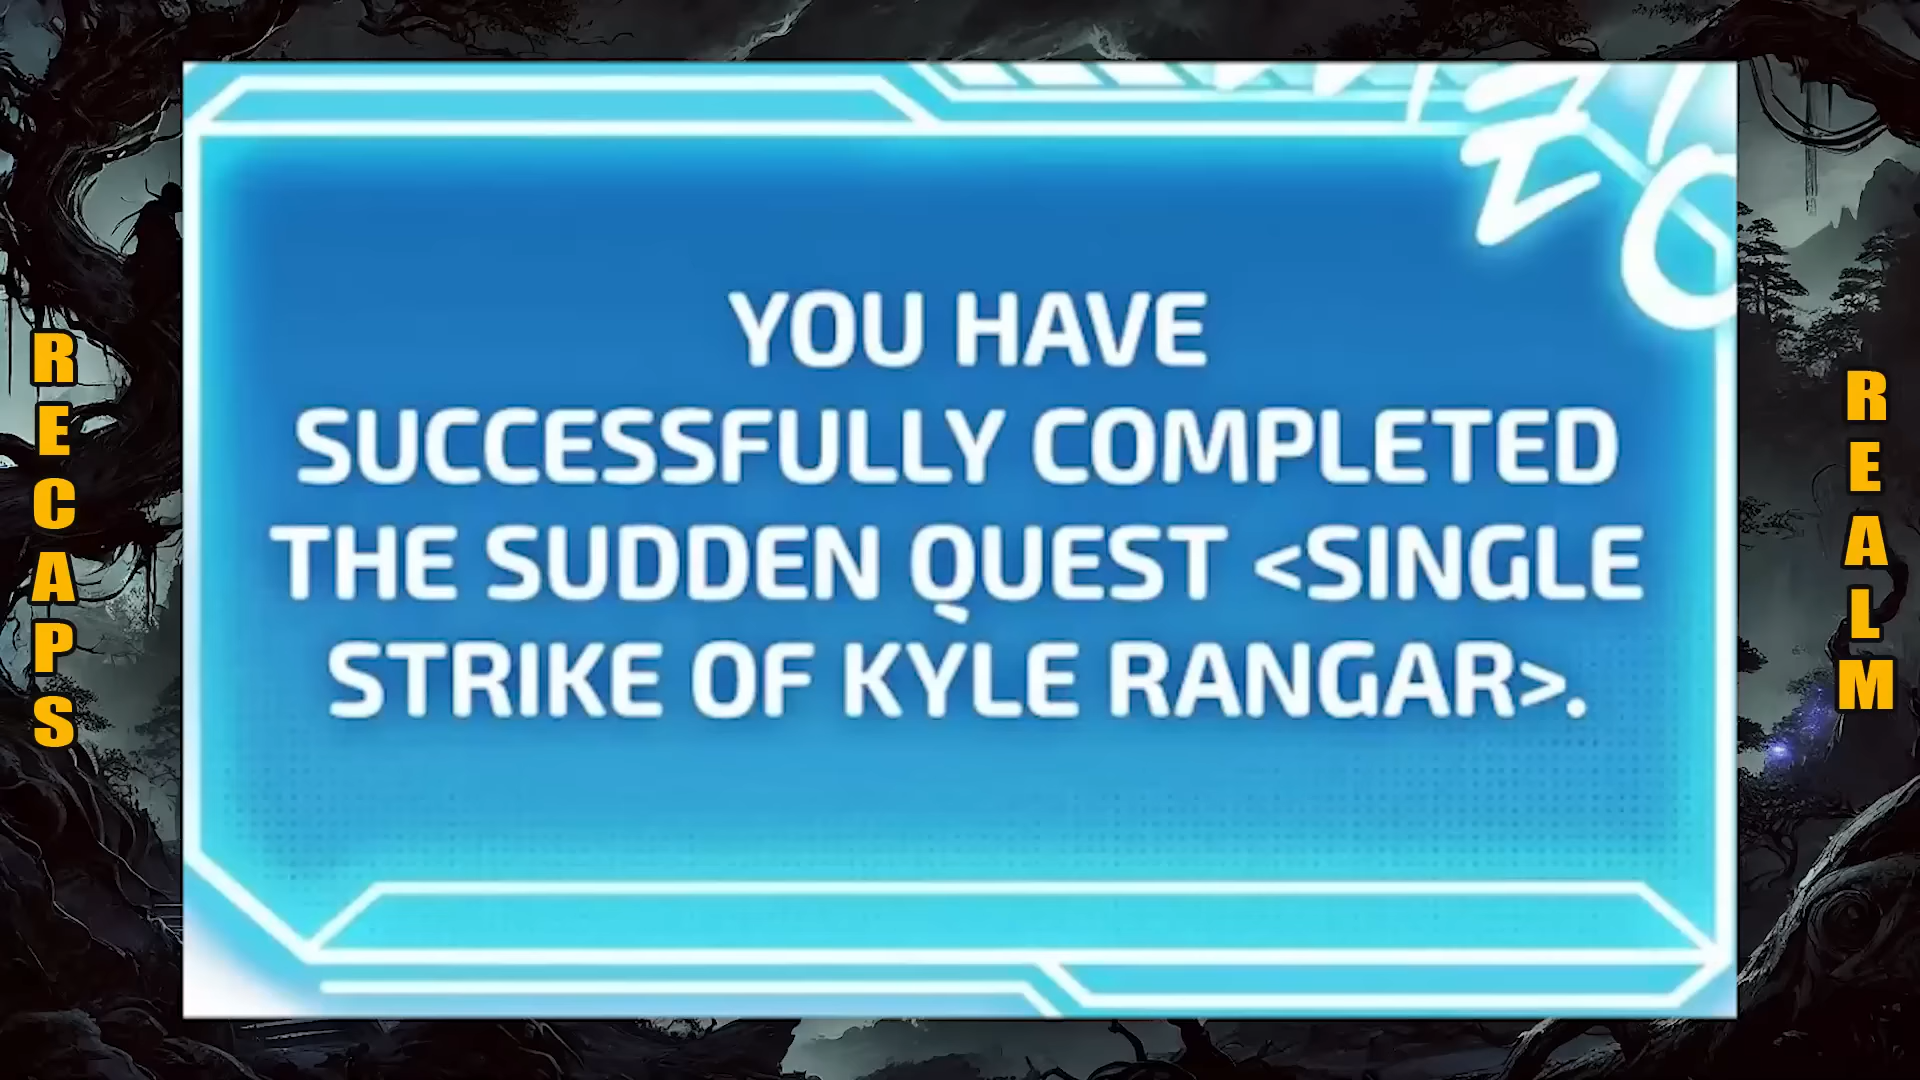 RECAPS
YOU HAVE
SUCCESSFULLY COMPLETED
THE SUDDEN QUEST <SINGLE
STRIKE OF KYLE RANGAR>.
REALM